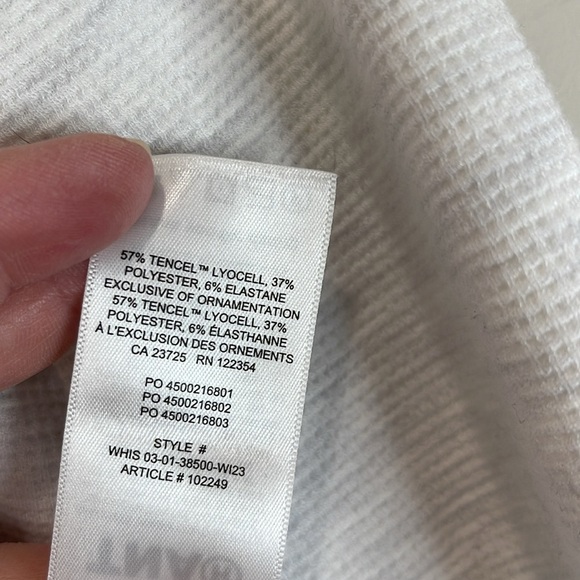 57% TENCEL™ LYOCELL, 37%
POLYESTER, 6% ELASTANE
EXCLUSIVE OF ORNAMENTATION
57% TENCEL™ LYOCELL, 37%
POLYESTER, 6% ÉLASTHANNE
À L'EXCLUSION DES ORNEMENTS
CA 23725 RN 122354
PO 4500216801
PO 4500216802
PO 4500216803
STYLE #
WHIS 03-01-38500-WI23
ARTICLE # 102249